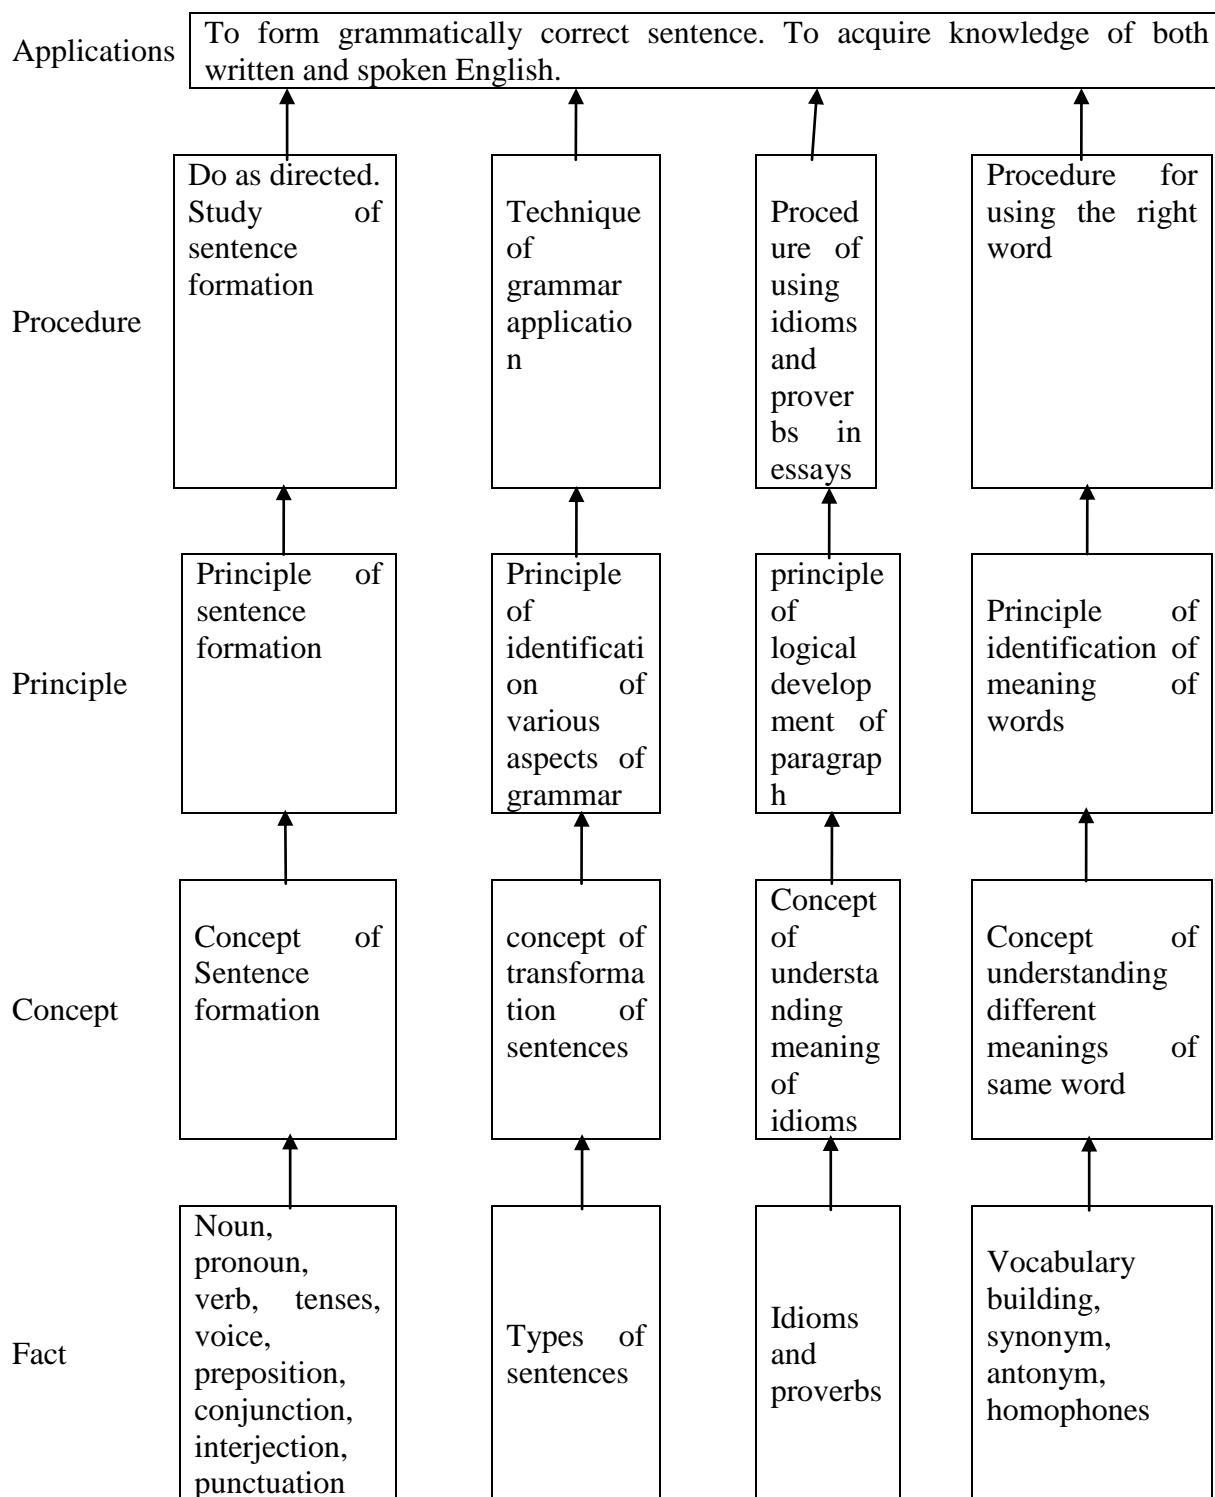 Applications
To form grammatically correct sentence. To acquire knowledge of both
written and spoken English.
Procedure
Do as directed.
Study of
sentence
formation
Technique
of
grammar
applicatio
n
Proced
ure of
using
idioms
and
prover
bs in
essays
Procedure for
using the right
word
Principle
Principle of
sentence
formation
Principle
of
identificati
on of
various
aspects of
grammar
principle
of
logical
develop
ment of
paragrap
h
Principle of
identification of
meaning of
words
Concept
Concept of
Sentence
formation
concept of
transforma
tion of
sentences
Concept
of
understa
nding
meaning
of
idioms
Concept of
understanding
different
meanings of
same word
Fact
Noun,
pronoun,
verb, tenses,
voice,
preposition,
conjunction,
interjection,
punctuation
Types of
sentences
Idioms
and
proverbs
Vocabulary
building,
synonym,
antonym,
homophones